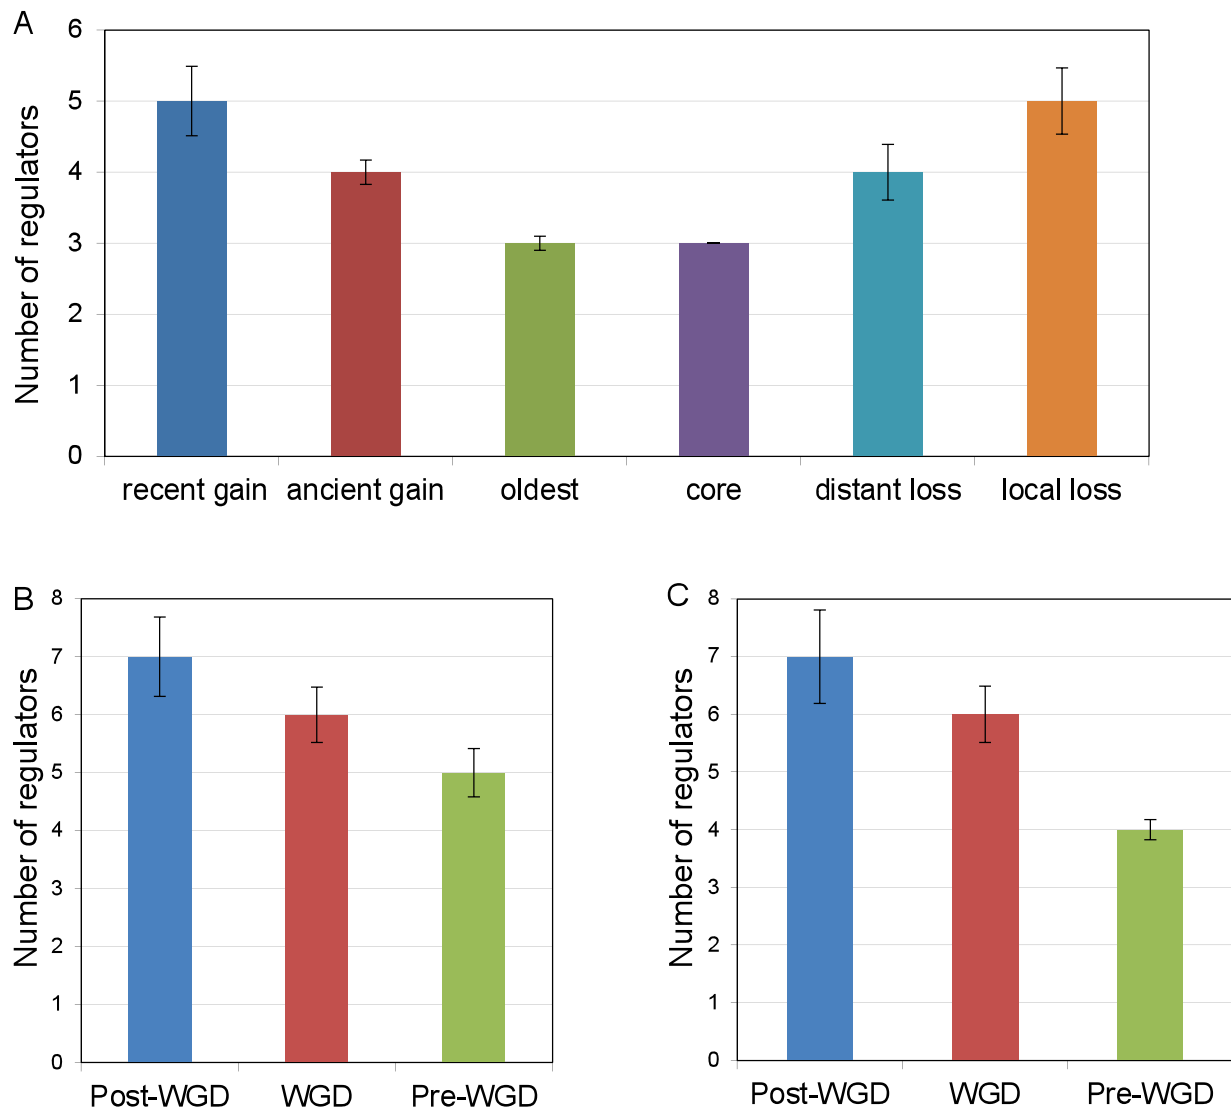 A
Number of regulators
6
5
4
3
2
1
0
recent gain ancient gain oldest core distant loss local loss
B
Number of regulators
8
7
6
5
4
3
2
1
0
Post-WGD WGD Pre-WGD
C
Number of regulators
8
7
6
5
4
3
2
1
0
Post-WGD WGD Pre-WGD